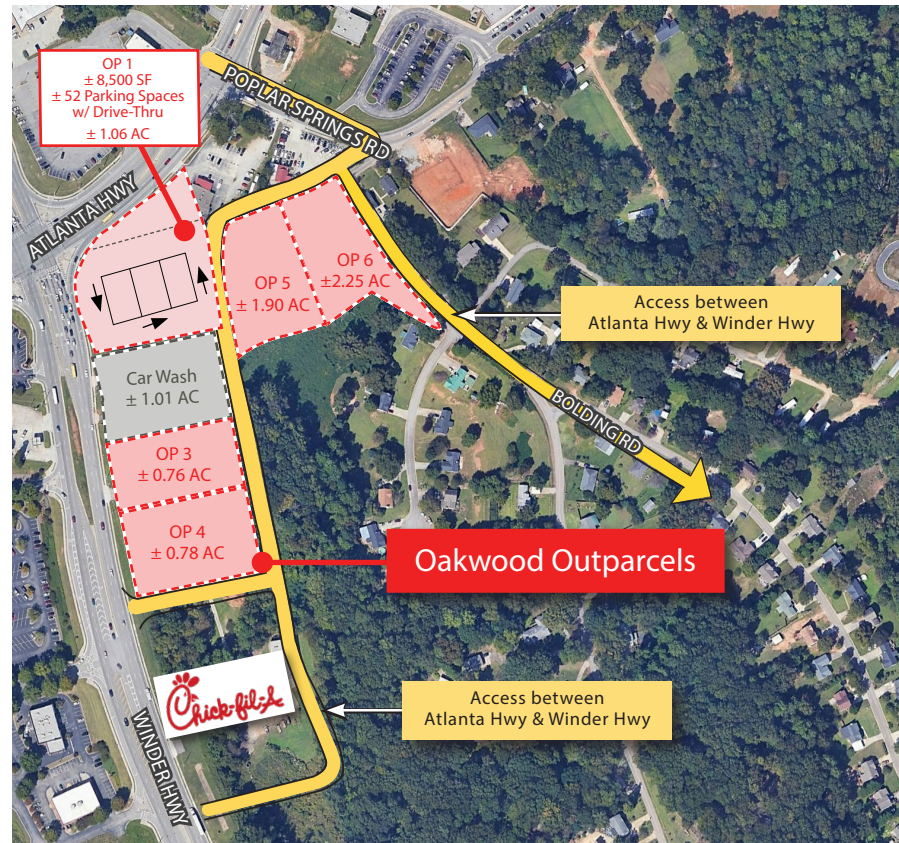 OP 1
± 8,500 SF
± 52 Parking Spaces
w/ Drive-Thru
± 1.06 AC
POPLAR SPRINGS RD
ATLANTA HWY
OP 5
± 1.90 AC
OP 6
±2.25 AC
Access between
Atlanta Hwy & Winder Hwy
Car Wash
± 1.01 AC
BOLDING RD
OP 3
± 0.76 AC
OP 4
± 0.78 AC
Oakwood Outparcels
Chick-fil-A
Access between
Atlanta Hwy & Winder Hwy
WINDER HWY